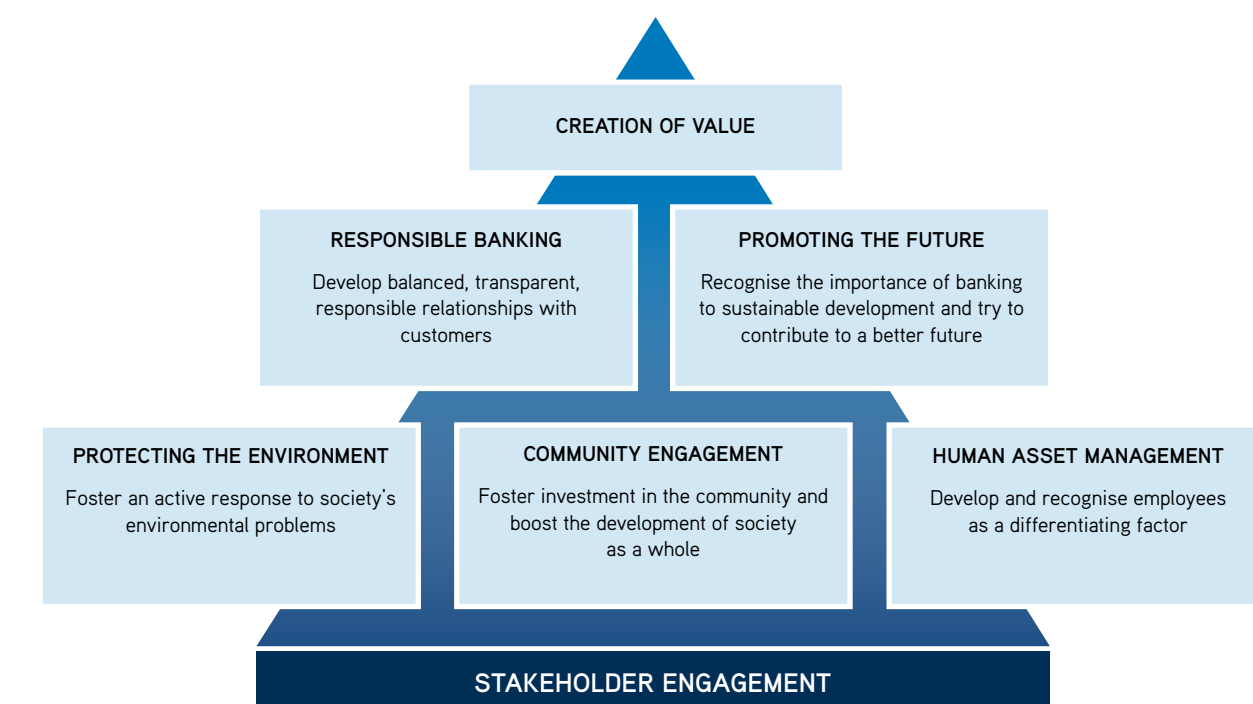 CREATION OF VALUE
RESPONSIBLE BANKING
Develop balanced, transparent,
responsible relationships with
customers
PROMOTING THE FUTURE
Recognise the importance of banking
to sustainable development and try to
contribute to a better future
PROTECTING THE ENVIRONMENT
Foster an active response to society's
environmental problems
COMMUNITY ENGAGEMENT
Foster investment in the community and
boost the development of society
as a whole
HUMAN ASSET MANAGEMENT
Develop and recognise employees
as a differentiating factor
STAKEHOLDER ENGAGEMENT